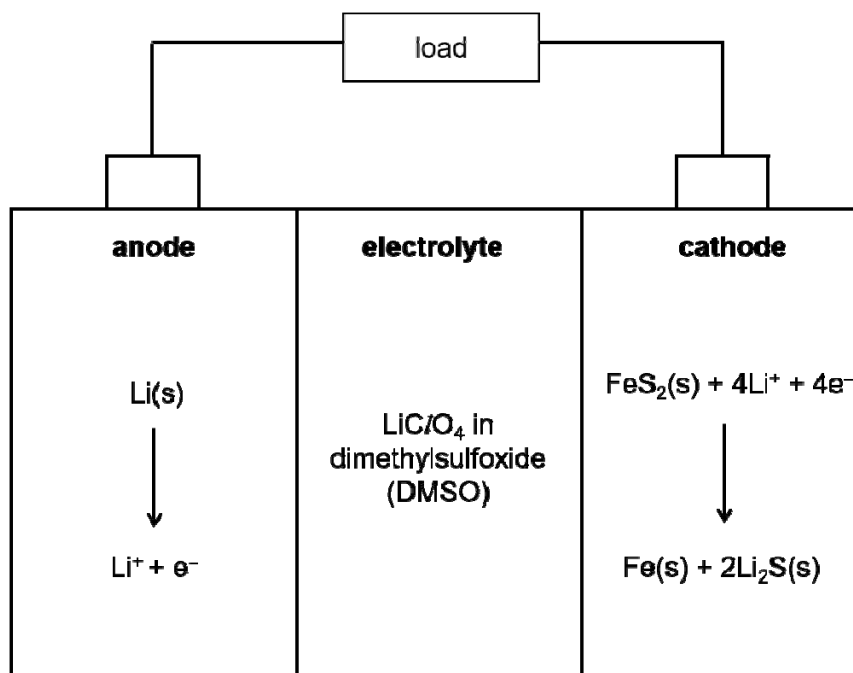 load
anode
electrolyte
cathode
Li(s)
Li⁺ + e⁻
LiClO₄ in
dimethylsulfoxide
(DMSO)
FeS₂(s) + 4Li⁺ + 4e⁻
Fe(s) + 2Li₂S(s)